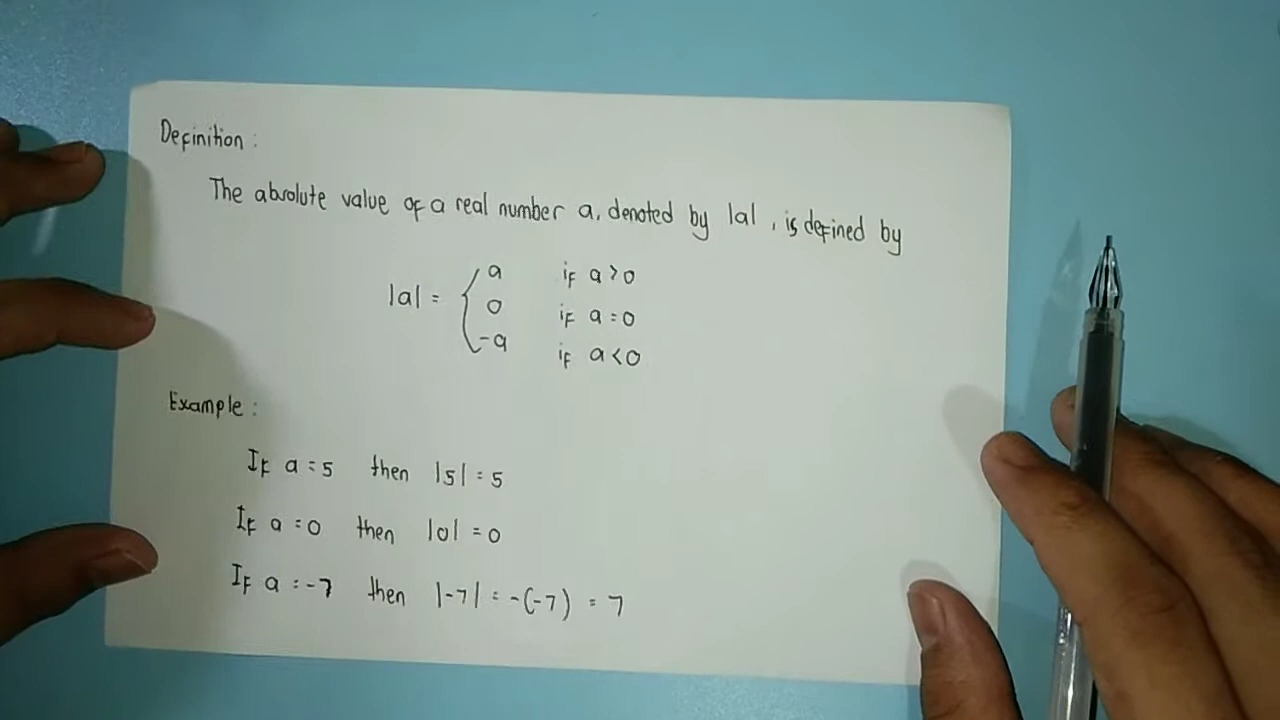 Definition :
The absolute value of a real number a, denoted by |a| , is defined by
|a| = { a if a > 0
0 if a = 0
-a if a < 0
Example :
If a = 5 then |5| = 5
If a = 0 then |0| = 0
If a = -7 then |-7| = -(-7) = 7